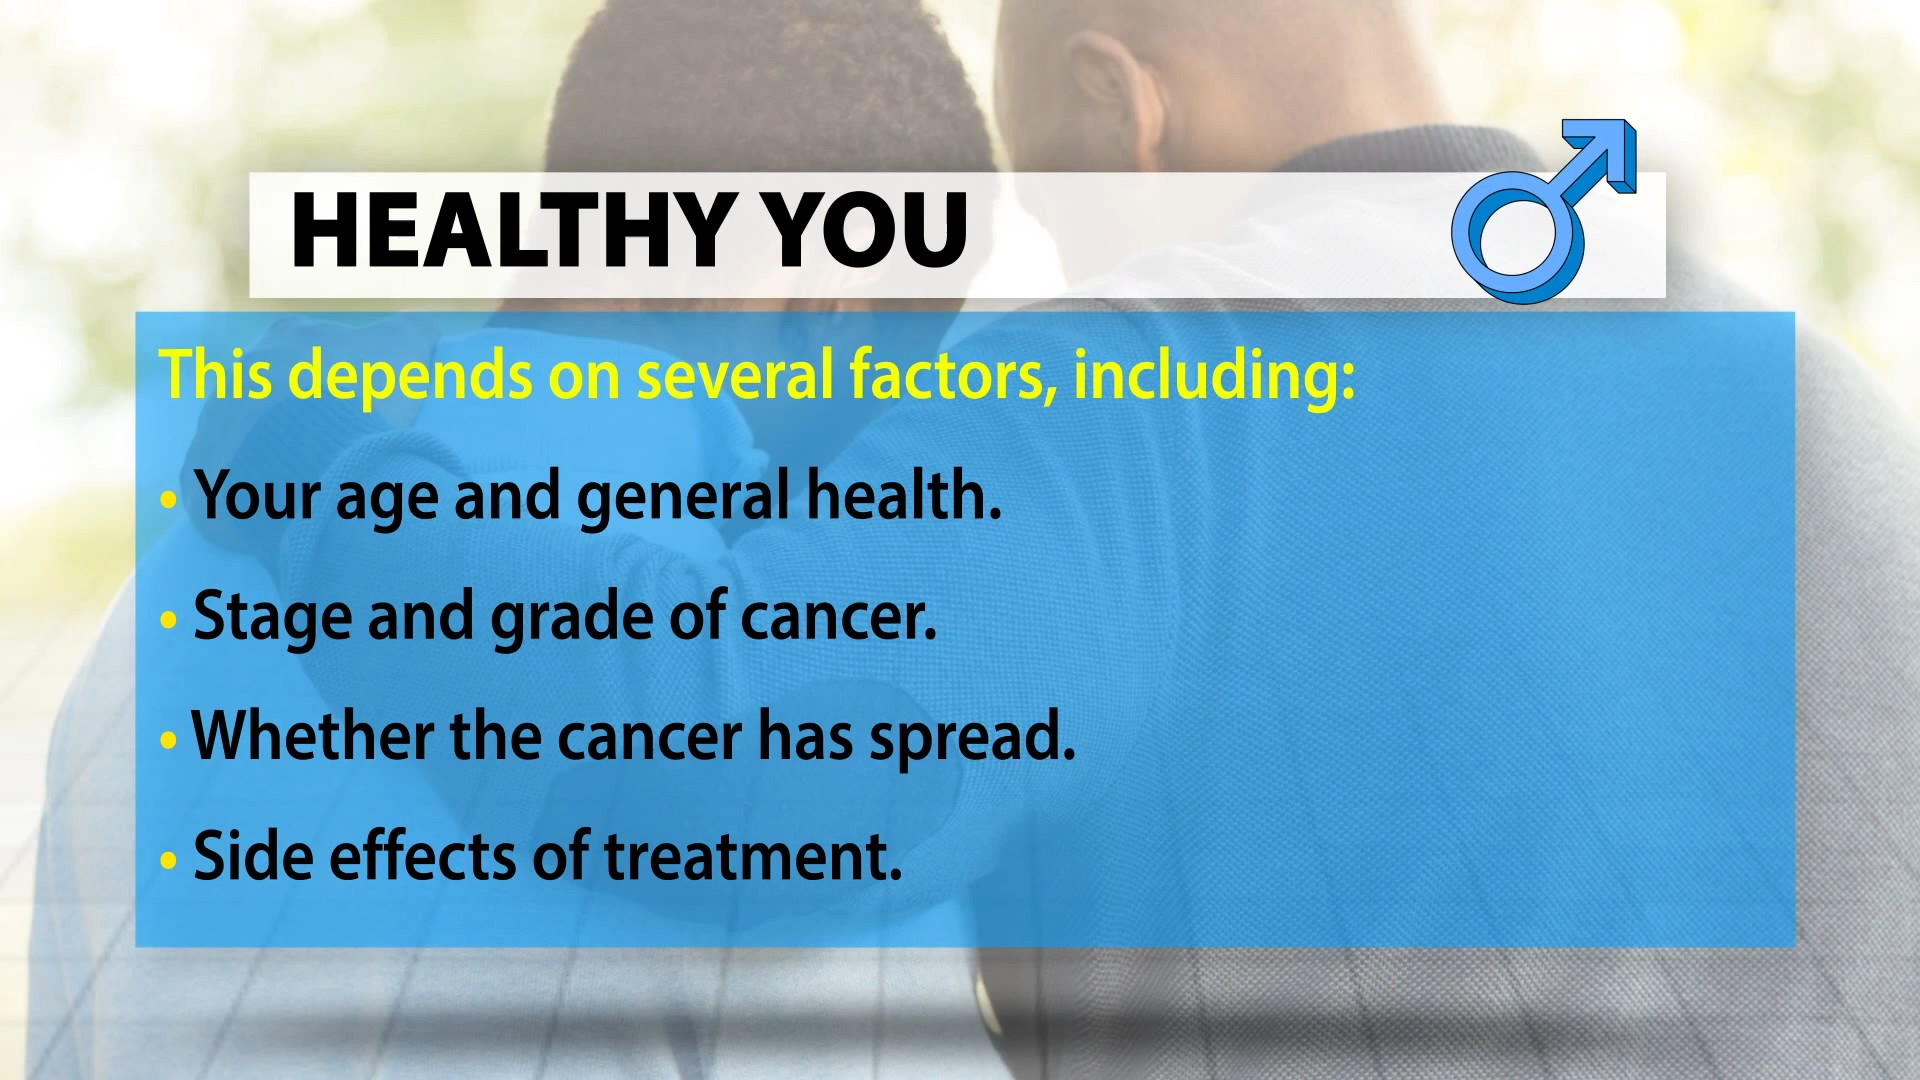 HEALTHY YOU
This depends on several factors, including:
• Your age and general health.
• Stage and grade of cancer.
• Whether the cancer has spread.
• Side effects of treatment.